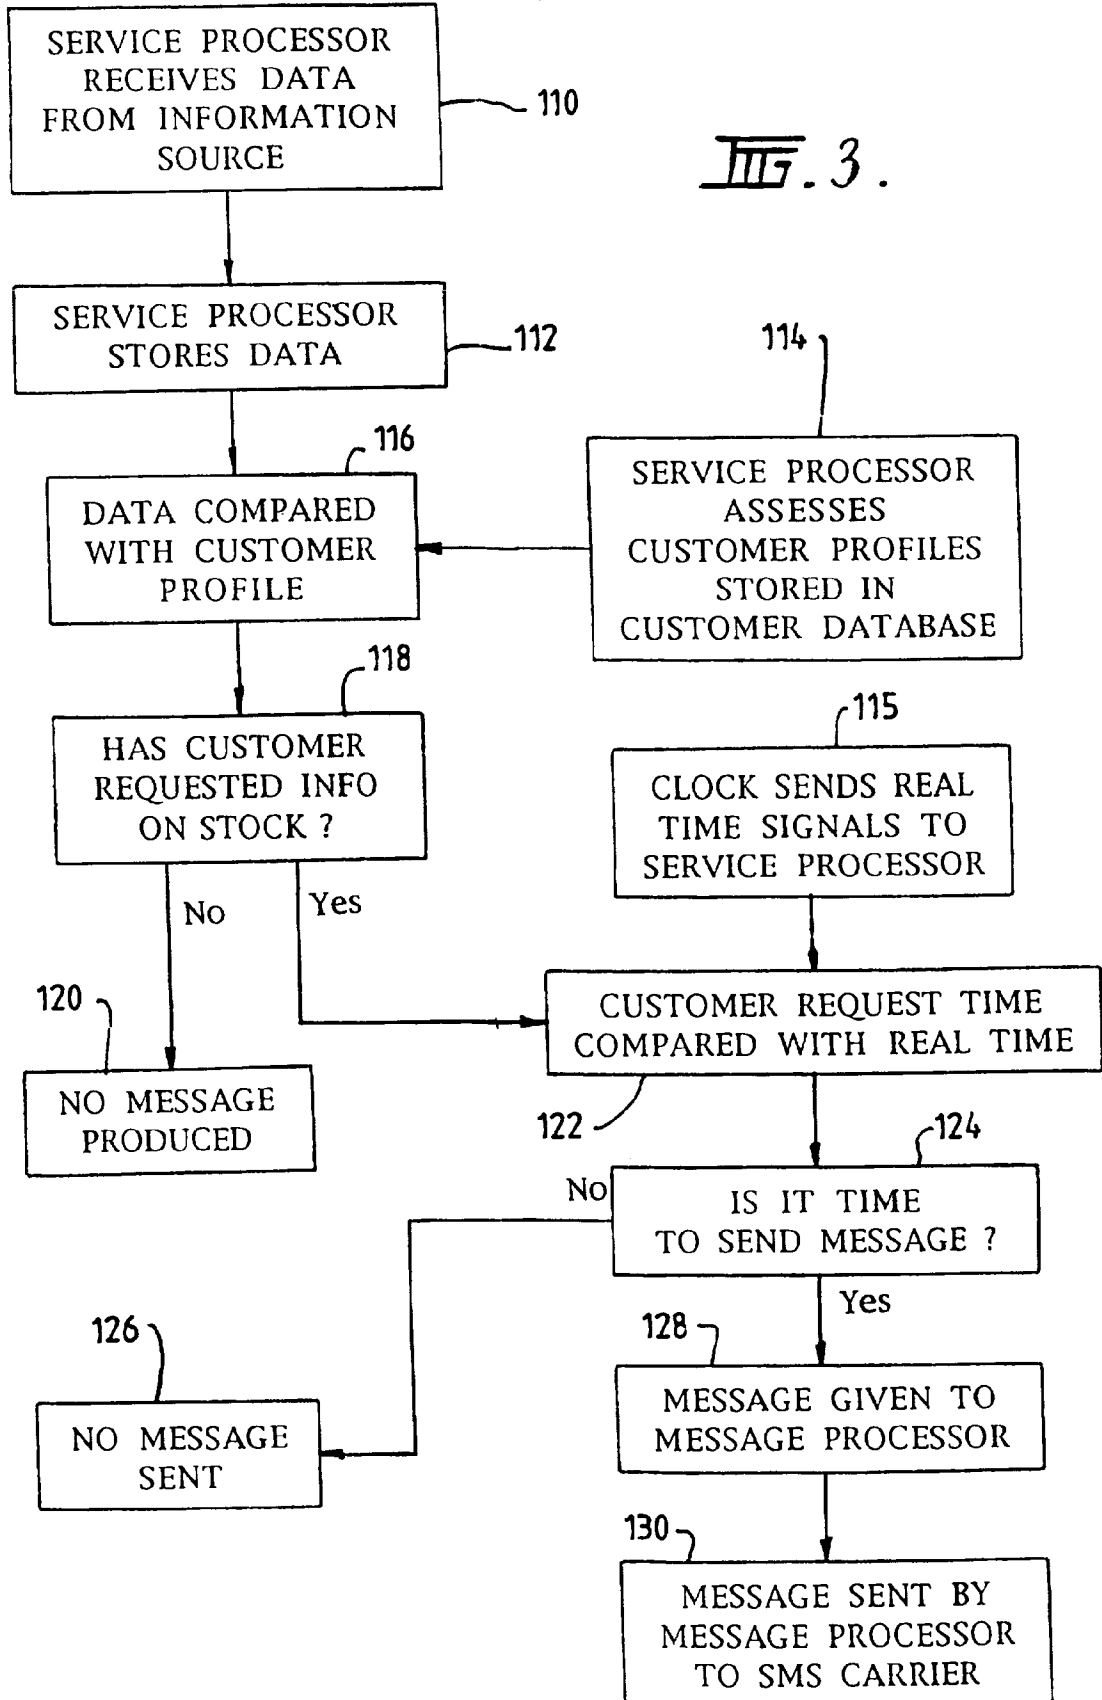 SERVICE PROCESSOR
RECEIVES DATA
FROM INFORMATION
SOURCE
110
FIG. 3.
SERVICE PROCESSOR
STORES DATA
112
114
116
DATA COMPARED
WITH CUSTOMER
PROFILE
SERVICE PROCESSOR
ASSESSES
CUSTOMER PROFILES
STORED IN
CUSTOMER DATABASE
118
HAS CUSTOMER
REQUESTED INFO
ON STOCK ?
115
CLOCK SENDS REAL
TIME SIGNALS TO
SERVICE PROCESSOR
No
Yes
120
NO MESSAGE
PRODUCED
CUSTOMER REQUEST TIME
COMPARED WITH REAL TIME
122
124
No
IS IT TIME
TO SEND MESSAGE ?
Yes
126
NO MESSAGE
SENT
128
MESSAGE GIVEN TO
MESSAGE PROCESSOR
130
MESSAGE SENT BY
MESSAGE PROCESSOR
TO SMS CARRIER